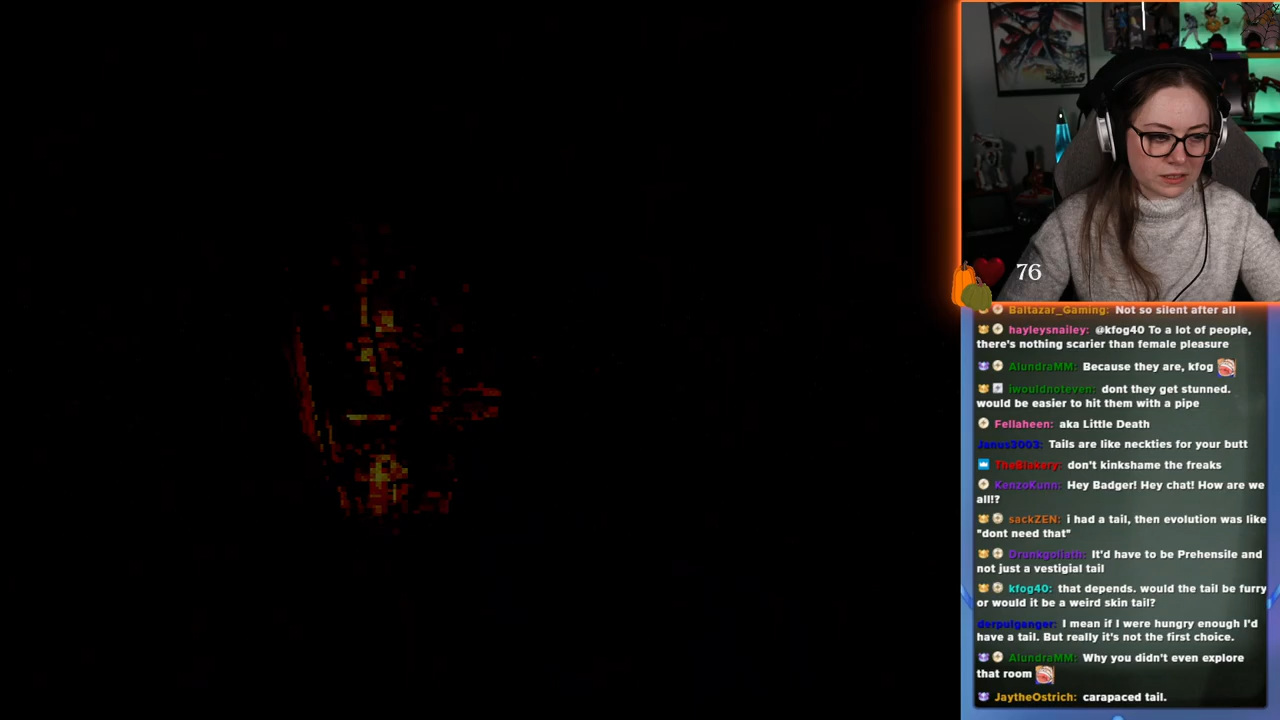 76
Baltazar_Gaming: Not so silent after all
hayleysnailey: @kfog40 To a lot of people,
there's nothing scarier than female pleasure
AlundraMM: Because they are, kfog
iwouldnoteven: dont they get stunned.
would be easier to hit them with a pipe
Fellaheen: aka Little Death
Janus3003: Tails are like neckties for your butt
TheBlakery: don't kinkshame the freaks
KenzoKunn: Hey Badger! Hey chat! How are we
all!?
sackZEN: i had a tail, then evolution was like
"dont need that"
Drunkgoliath: It'd have to be Prehensile and
not just a vestigial tail
kfog40: that depends. would the tail be furry
or would it be a weird skin tail?
derpulganger: I mean if I were hungry enough I'd
have a tail. But really it's not the first choice.
AlundraMM: Why you didn't even explore
that room
JaytheOstrich: carapaced tail.